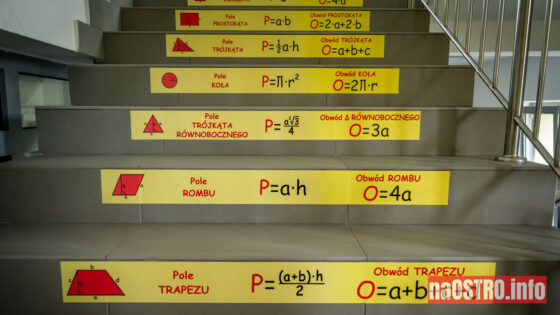 O=4·a
Pole
PROSTOKĄTA
P=a·b
Obwód PROSTOKĄTA
O=2·a+2·b
Pole
TRÓJKĄTA
P=½a·h
Obwód TRÓJKĄTA
O=a+b+c
Pole
KOŁA
P=Π·r²
Obwód KOŁA
O=2Π·r
Pole
TRÓJKĄTA
RÓWNOBOCZNEGO
P=a²√3/4
Obwód Δ RÓWNOBOCZNEGO
O=3a
Pole
ROMBU
P=a·h
Obwód ROMBU
O=4a
b
c
d
h
a
Pole
TRAPEZU
P=(a+b)·h/2
Obwód TRAPEZU
O=a+b+
naOSTRO.info